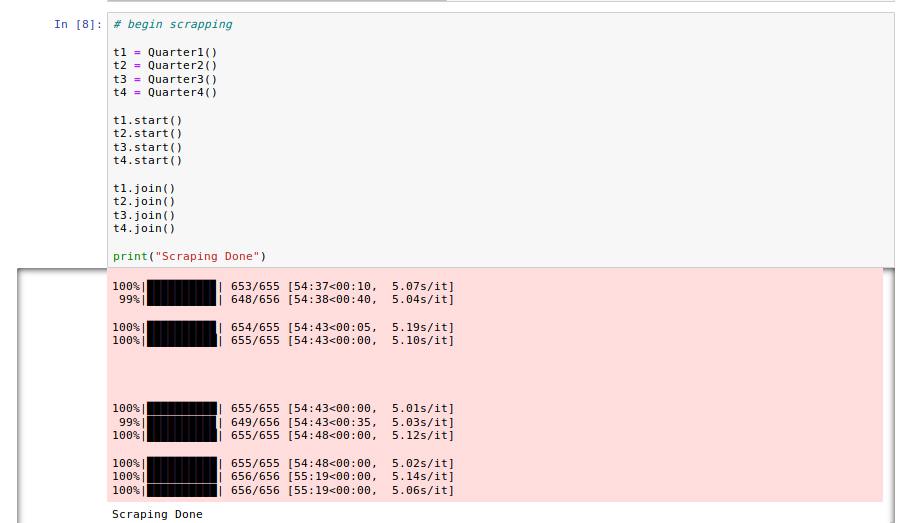 In [8]:
# begin scrapping
t1 = Quarter1()
t2 = Quarter2()
t3 = Quarter3()
t4 = Quarter4()
t1.start()
t2.start()
t3.start()
t4.start()
t1.join()
t2.join()
t3.join()
t4.join()
print("Scraping Done")
100%|██████████| 653/655 [54:37<00:10,  5.07s/it]
 99%|██████████| 648/656 [54:38<00:40,  5.04s/it]
100%|██████████| 654/655 [54:43<00:05,  5.19s/it]
100%|██████████| 655/655 [54:43<00:00,  5.10s/it]
100%|██████████| 655/655 [54:43<00:00,  5.01s/it]
 99%|██████████| 649/656 [54:43<00:35,  5.03s/it]
100%|██████████| 655/655 [54:48<00:00,  5.12s/it]
100%|██████████| 655/655 [54:48<00:00,  5.02s/it]
100%|██████████| 656/656 [55:19<00:00,  5.14s/it]
100%|██████████| 656/656 [55:19<00:00,  5.06s/it]
Scraping Done